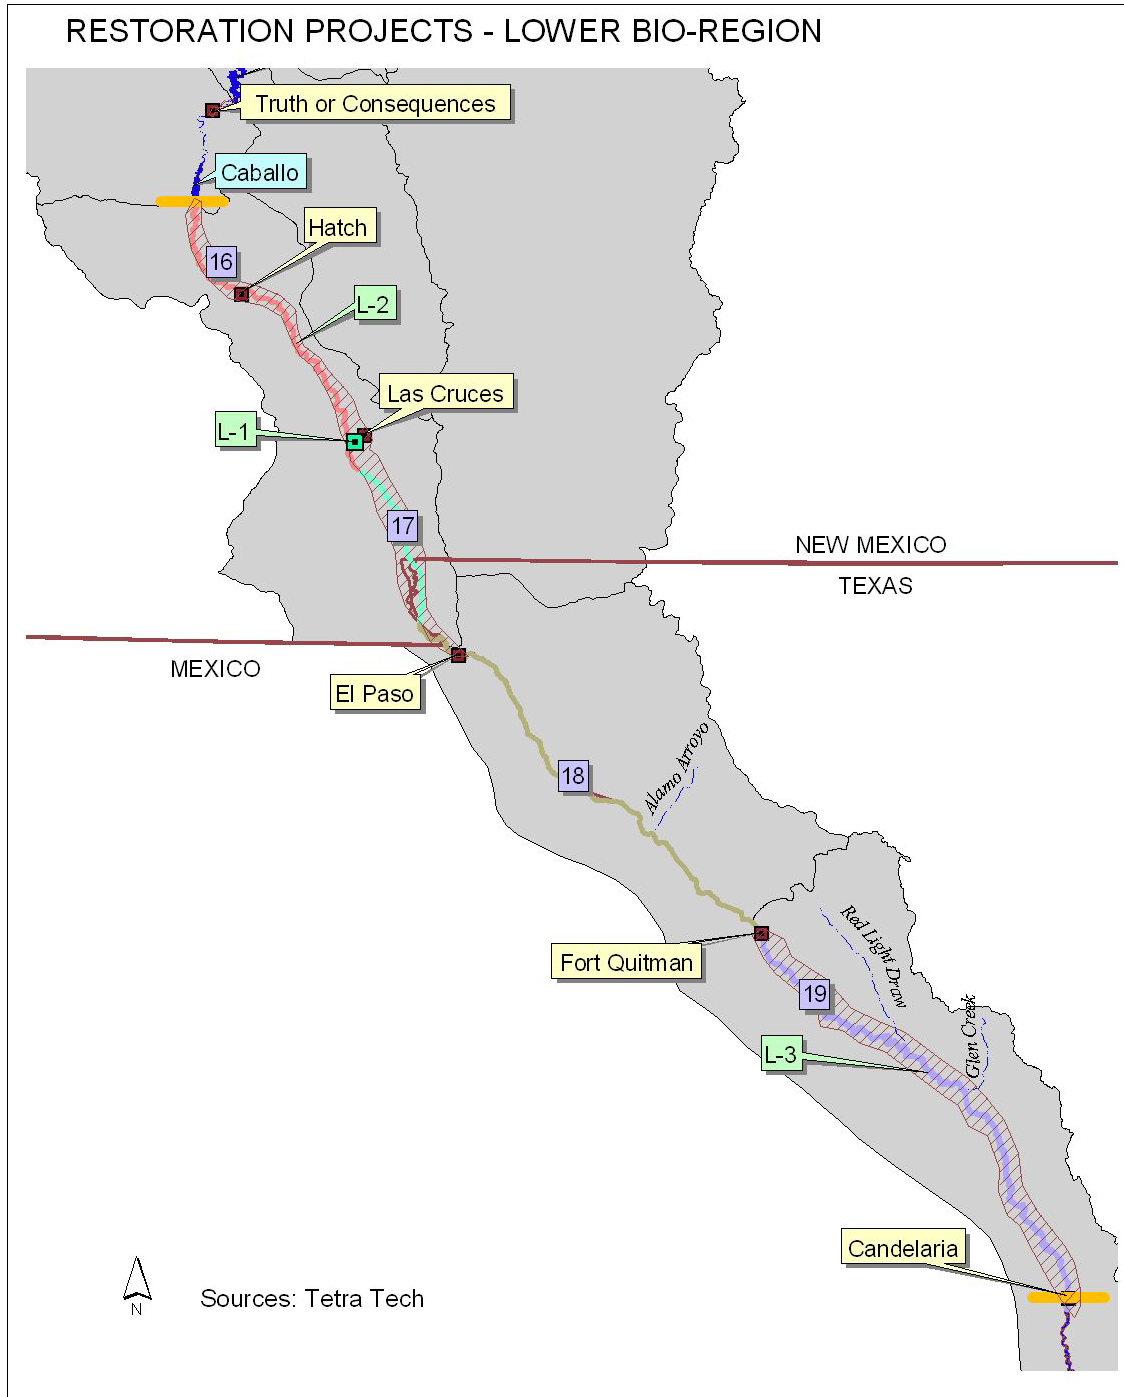 RESTORATION PROJECTS - LOWER BIO-REGION
Truth or Consequences
Caballo
Hatch
16
L-2
Las Cruces
L-1
17
NEW MEXICO
TEXAS
MEXICO
El Paso
18
Alamo Arroyo
Red Light Draw
Fort Quitman
19
Glen Creek
L-3
Candelaria
N
Sources: Tetra Tech